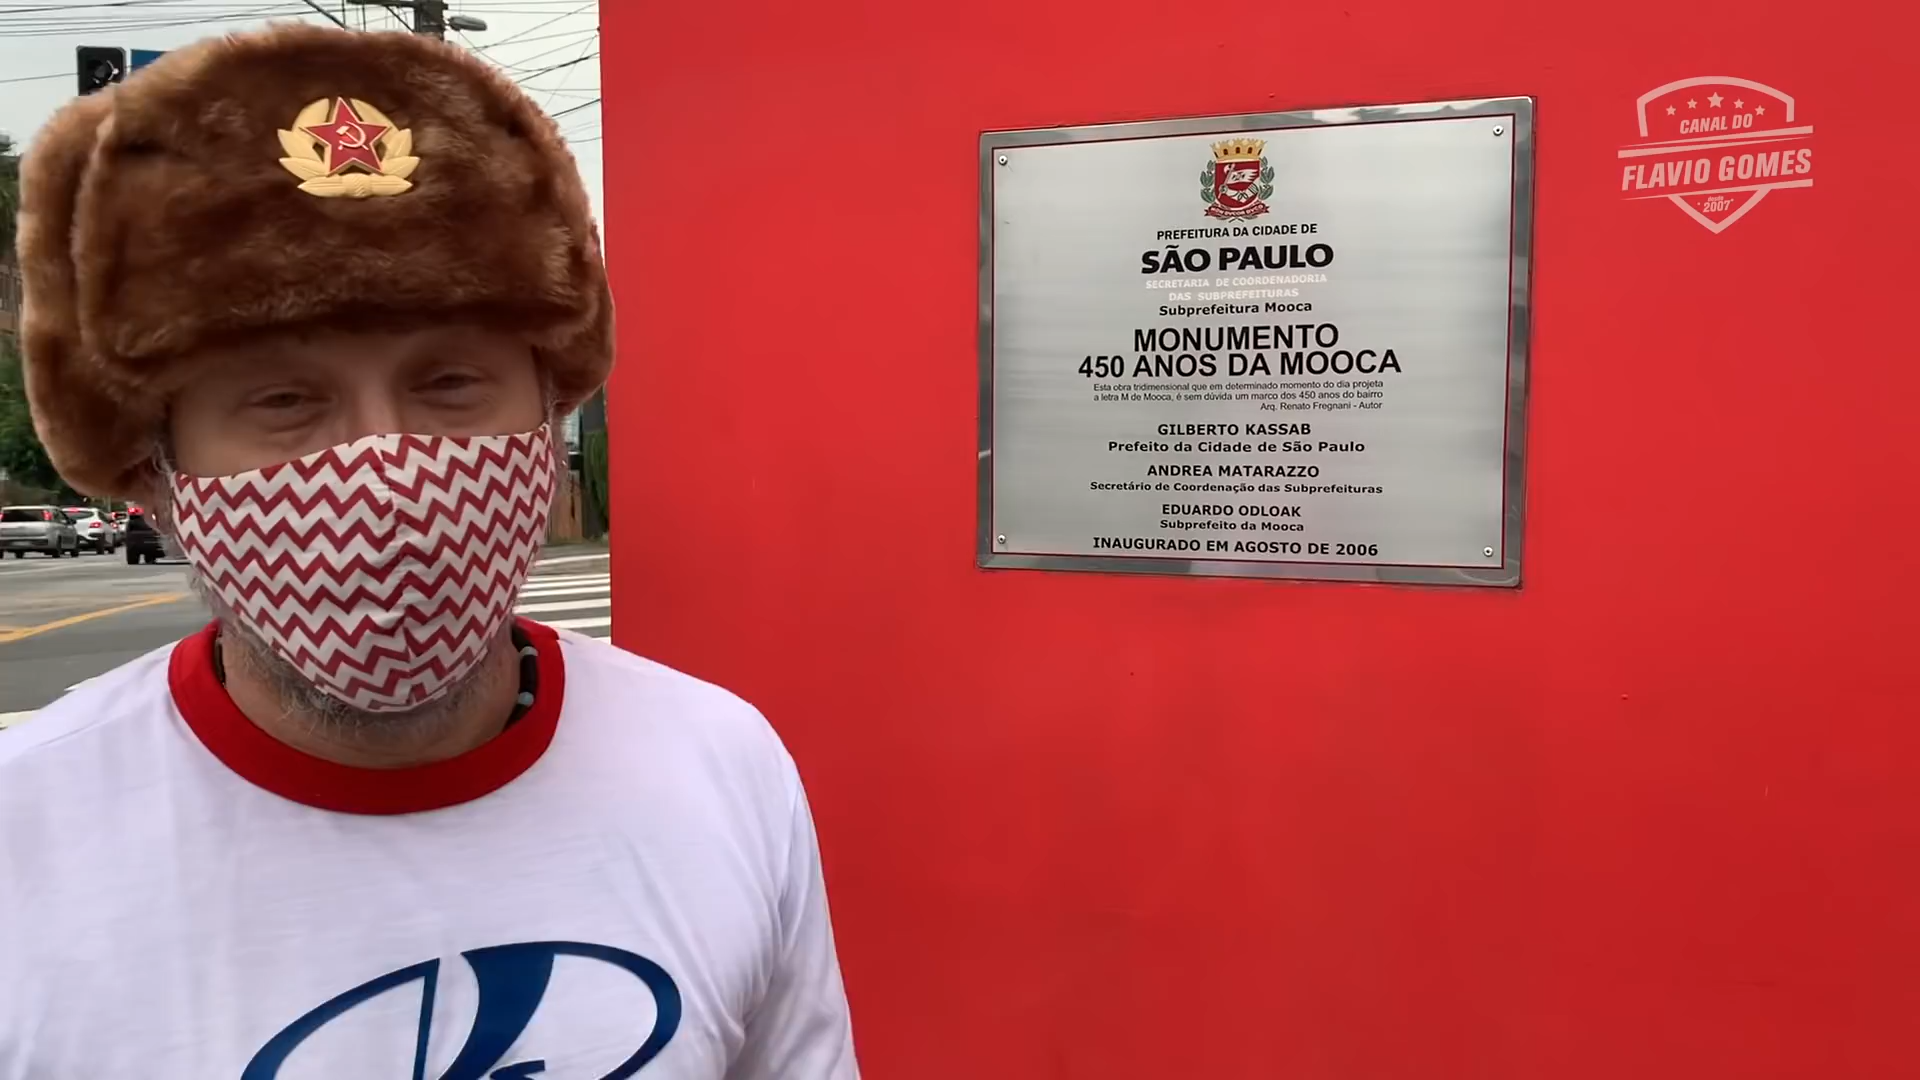 PREFEITURA DA CIDADE DE
SÃO PAULO
SECRETARIA DE COORDENADORIA
DAS SUBPREFEITURAS
Subprefeitura Mooca
MONUMENTO
450 ANOS DA MOOCA
Esta obra tridimensional que em determinado momento do dia projeta
a letra M de Mooca, é sem dúvida um marco dos 450 anos do bairro
Arq. Renato Fregnani - Autor
GILBERTO KASSAB
Prefeito da Cidade de São Paulo
ANDREA MATARAZZO
Secretário de Coordenação das Subprefeituras
EDUARDO ODLOAK
Subprefeito da Mooca
INAUGURADO EM AGOSTO DE 2006
CANAL DO
FLAVIO GOMES
desde
2007